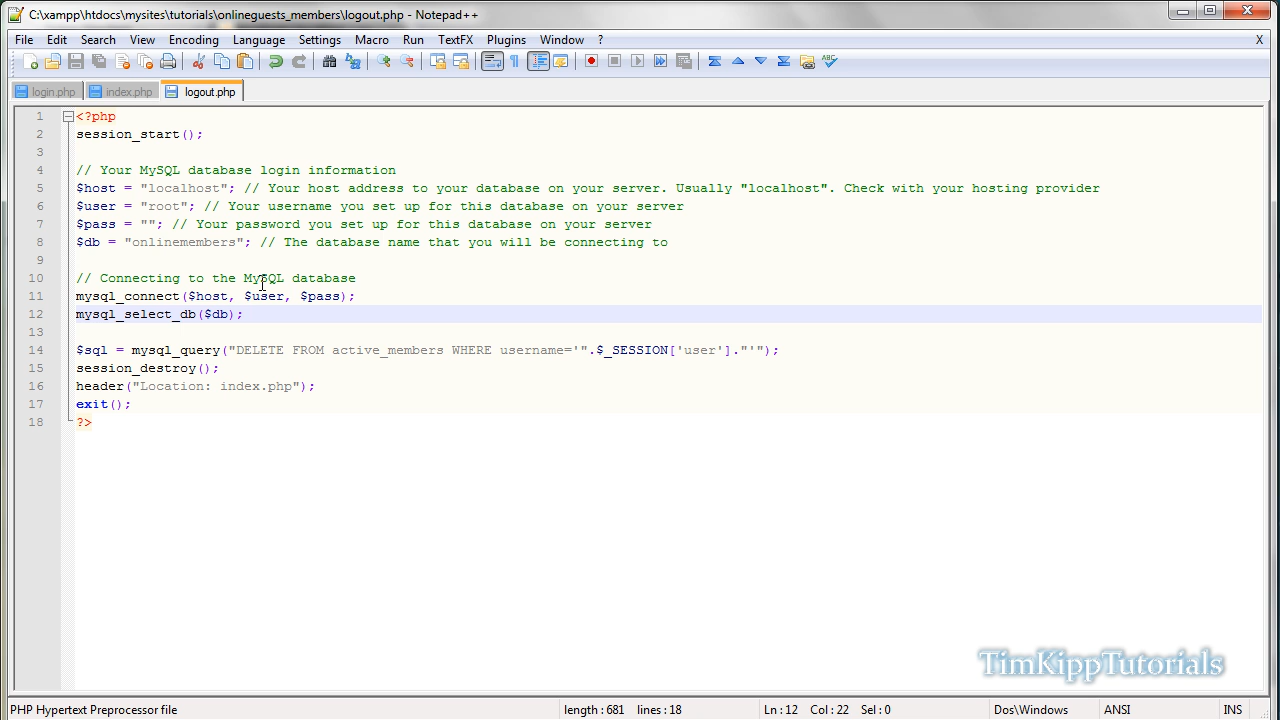 C:\xampp\htdocs\mysites\tutorials\onlineguests_members\logout.php - Notepad++
File Edit Search View Encoding Language Settings Macro Run TextFX Plugins Window ? X
login.php index.php logout.php
1 <?php
2 session_start();
3
4 // Your MySQL database login information
5 $host = "localhost"; // Your host address to your database on your server. Usually "localhost". Check with your hosting provider
6 $user = "root"; // Your username you set up for this database on your server
7 $pass = ""; // Your password you set up for this database on your server
8 $db = "onlinemembers"; // The database name that you will be connecting to
9
10 // Connecting to the MySQL database
11 mysql_connect($host, $user, $pass);
12 mysql_select_db($db);
13
14 $sql = mysql_query("DELETE FROM active_members WHERE username='".$_SESSION['user']."'");
15 session_destroy();
16 header("Location: index.php");
17 exit();
18 ?>
TimKippTutorials
PHP Hypertext Preprocessor file length : 681 lines : 18 Ln : 12 Col : 22 Sel : 0 Dos\Windows ANSI INS